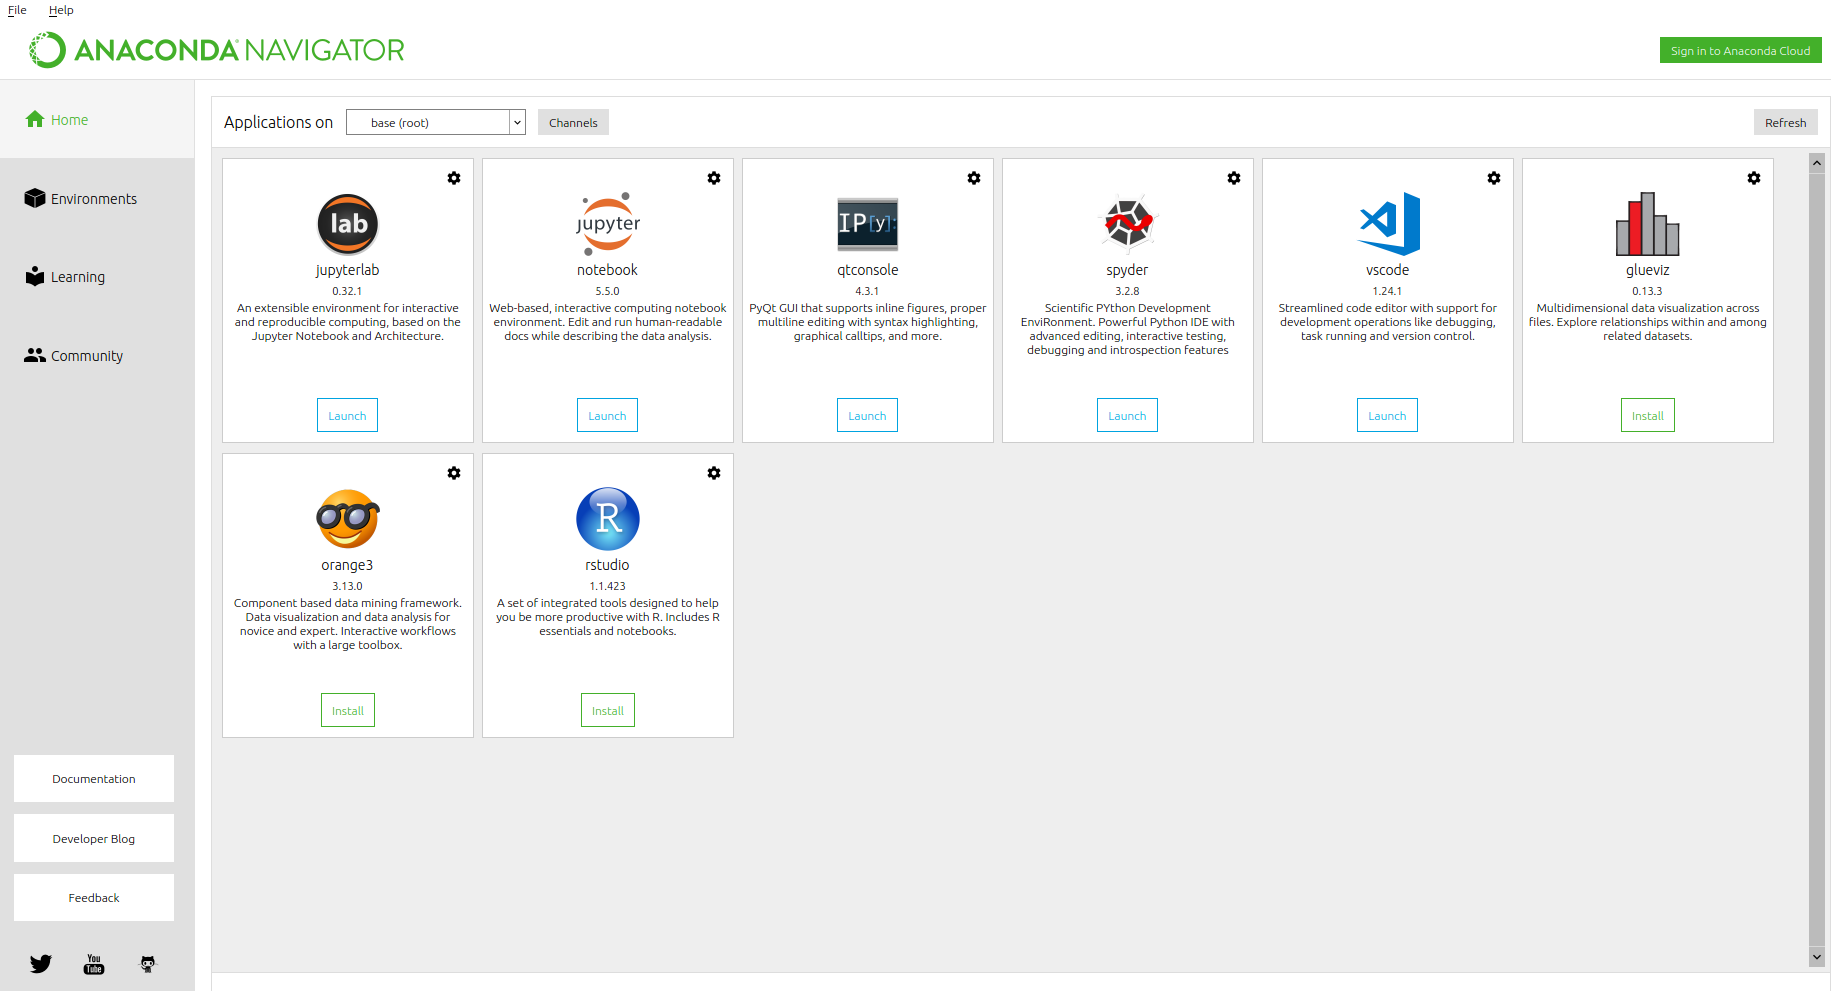 File Help
ANACONDA NAVIGATOR
Sign in to Anaconda Cloud
Home
Environments
Learning
Community
Documentation
Developer Blog
Feedback
You
Tube
Applications on
base (root)
Channels
Refresh
lab
jupyterlab
0.32.1
An extensible environment for interactive
and reproducible computing, based on the
Jupyter Notebook and Architecture.
Launch
jupyter
notebook
5.5.0
Web-based, interactive computing notebook
environment. Edit and run human-readable
docs while describing the data analysis.
Launch
IP[y]:
qtconsole
4.3.1
PyQt GUI that supports inline figures, proper
multiline editing with syntax highlighting,
graphical calltips, and more.
Launch
spyder
3.2.8
Scientific PYthon Development
EnviRonment. Powerful Python IDE with
advanced editing, interactive testing,
debugging and introspection features
Launch
vscode
1.24.1
Streamlined code editor with support for
development operations like debugging,
task running and version control.
Launch
glueviz
0.13.3
Multidimensional data visualization across
files. Explore relationships within and among
related datasets.
Install
orange3
3.13.0
Component based data mining framework.
Data visualization and data analysis for
novice and expert. Interactive workflows
with a large toolbox.
Install
R
rstudio
1.1.423
A set of integrated tools designed to help
you be more productive with R. Includes R
essentials and notebooks.
Install